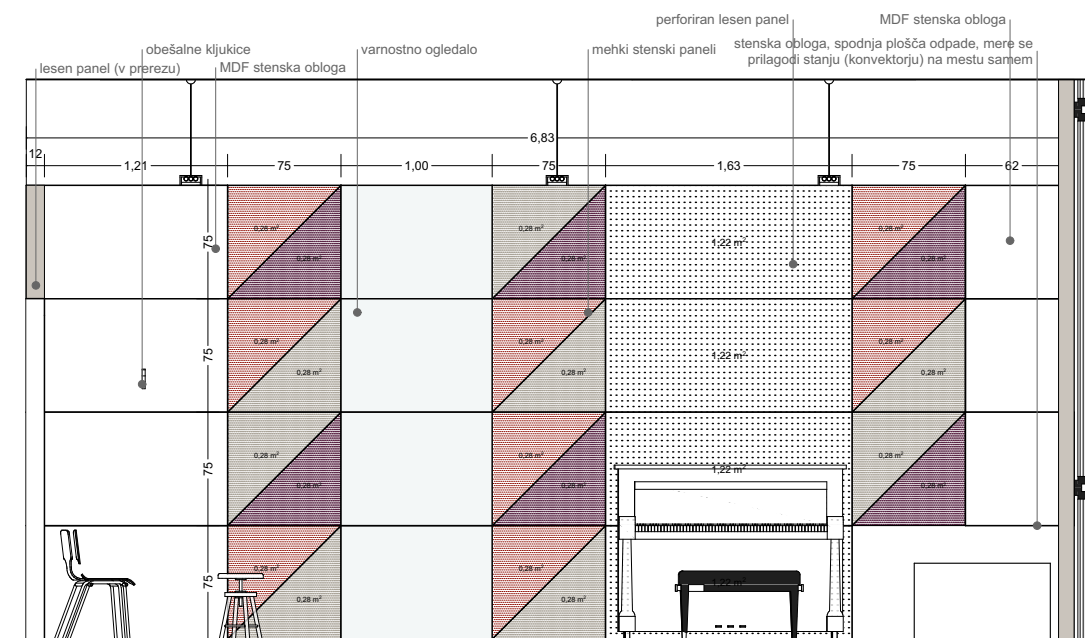 perforiran lesen panel
MDF stenska obloga
obešalne kljukice
varnostno ogledalo
mehki stenski paneli
stenska obloga, spodnja plošča odpade, mere se
prilagodi stanju (konvektorju) na mestu samem
lesen panel (v prerezu)
MDF stenska obloga
6,83
12
1,21
75
1,00
75
1,63
75
62
75
0,28 m²
0,28 m²
0,28 m²
0,28 m²
1,22 m²
0,28 m²
0,28 m²
75
0,28 m²
0,28 m²
0,28 m²
0,28 m²
1,22 m²
0,28 m²
0,28 m²
75
0,28 m²
0,28 m²
0,28 m²
0,28 m²
1,22 m²
0,28 m²
0,28 m²
75
0,28 m²
0,28 m²
0,28 m²
0,28 m²
1,22 m²